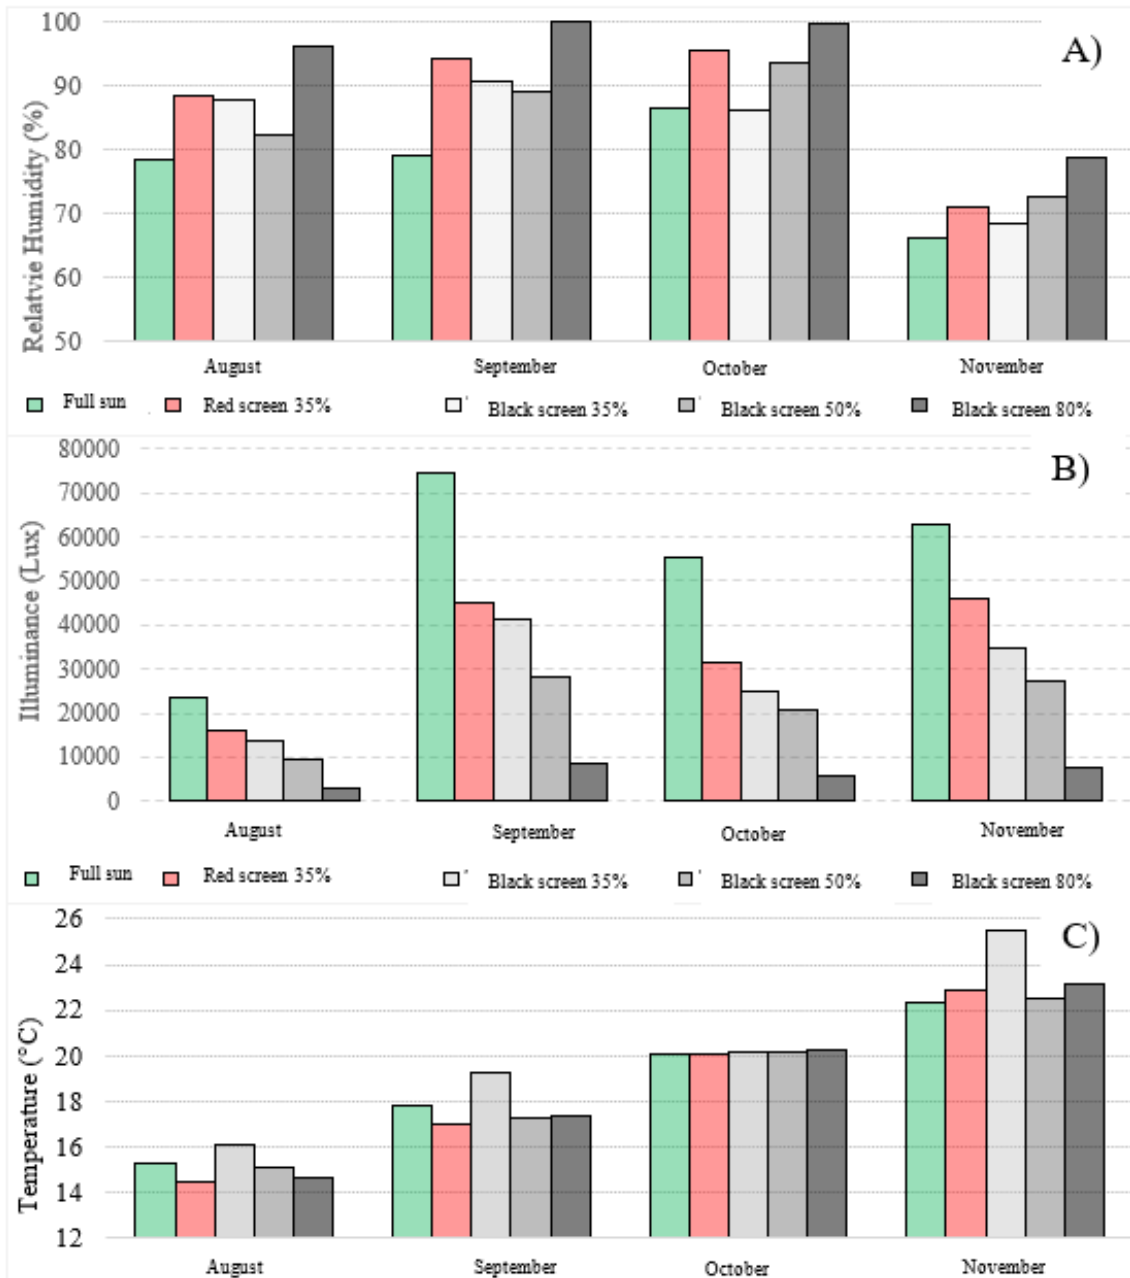 A)
Relatvie Humidity (%)
100
90
80
70
60
50
August September October November
Full sun Red screen 35% Black screen 35% Black screen 50% Black screen 80%
B)
Illuminance (Lux)
80000
70000
60000
50000
40000
30000
20000
10000
0
August September October November
Full sun Red screen 35% Black screen 35% Black screen 50% Black screen 80%
C)
Temperature (°C)
26
24
22
20
18
16
14
12
August September October November